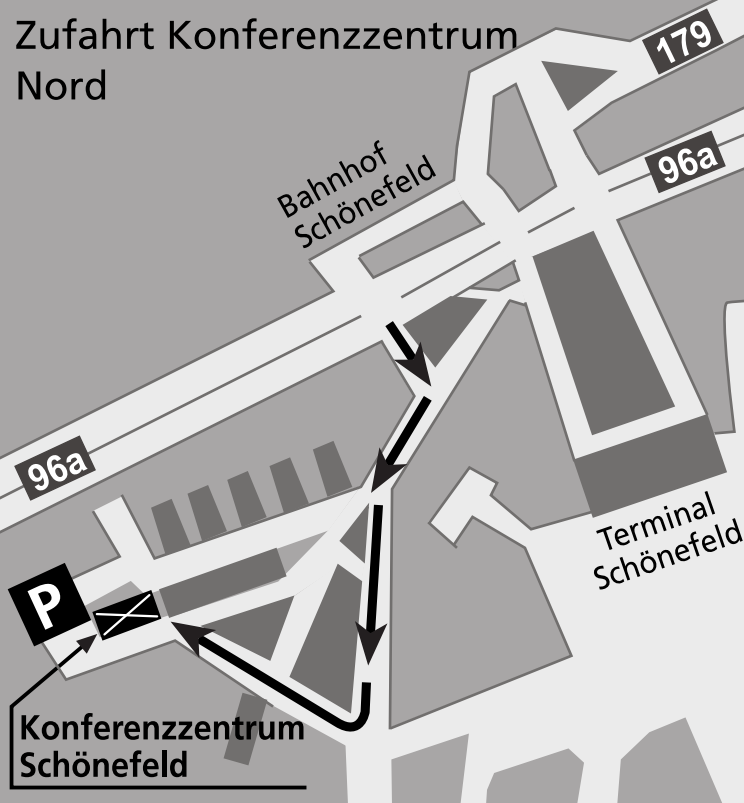 Zufahrt Konferenzzentrum
Nord
179
96a
Bahnhof
Schönefeld
96a
Terminal
Schönefeld
P
Konferenzzentrum
Schönefeld